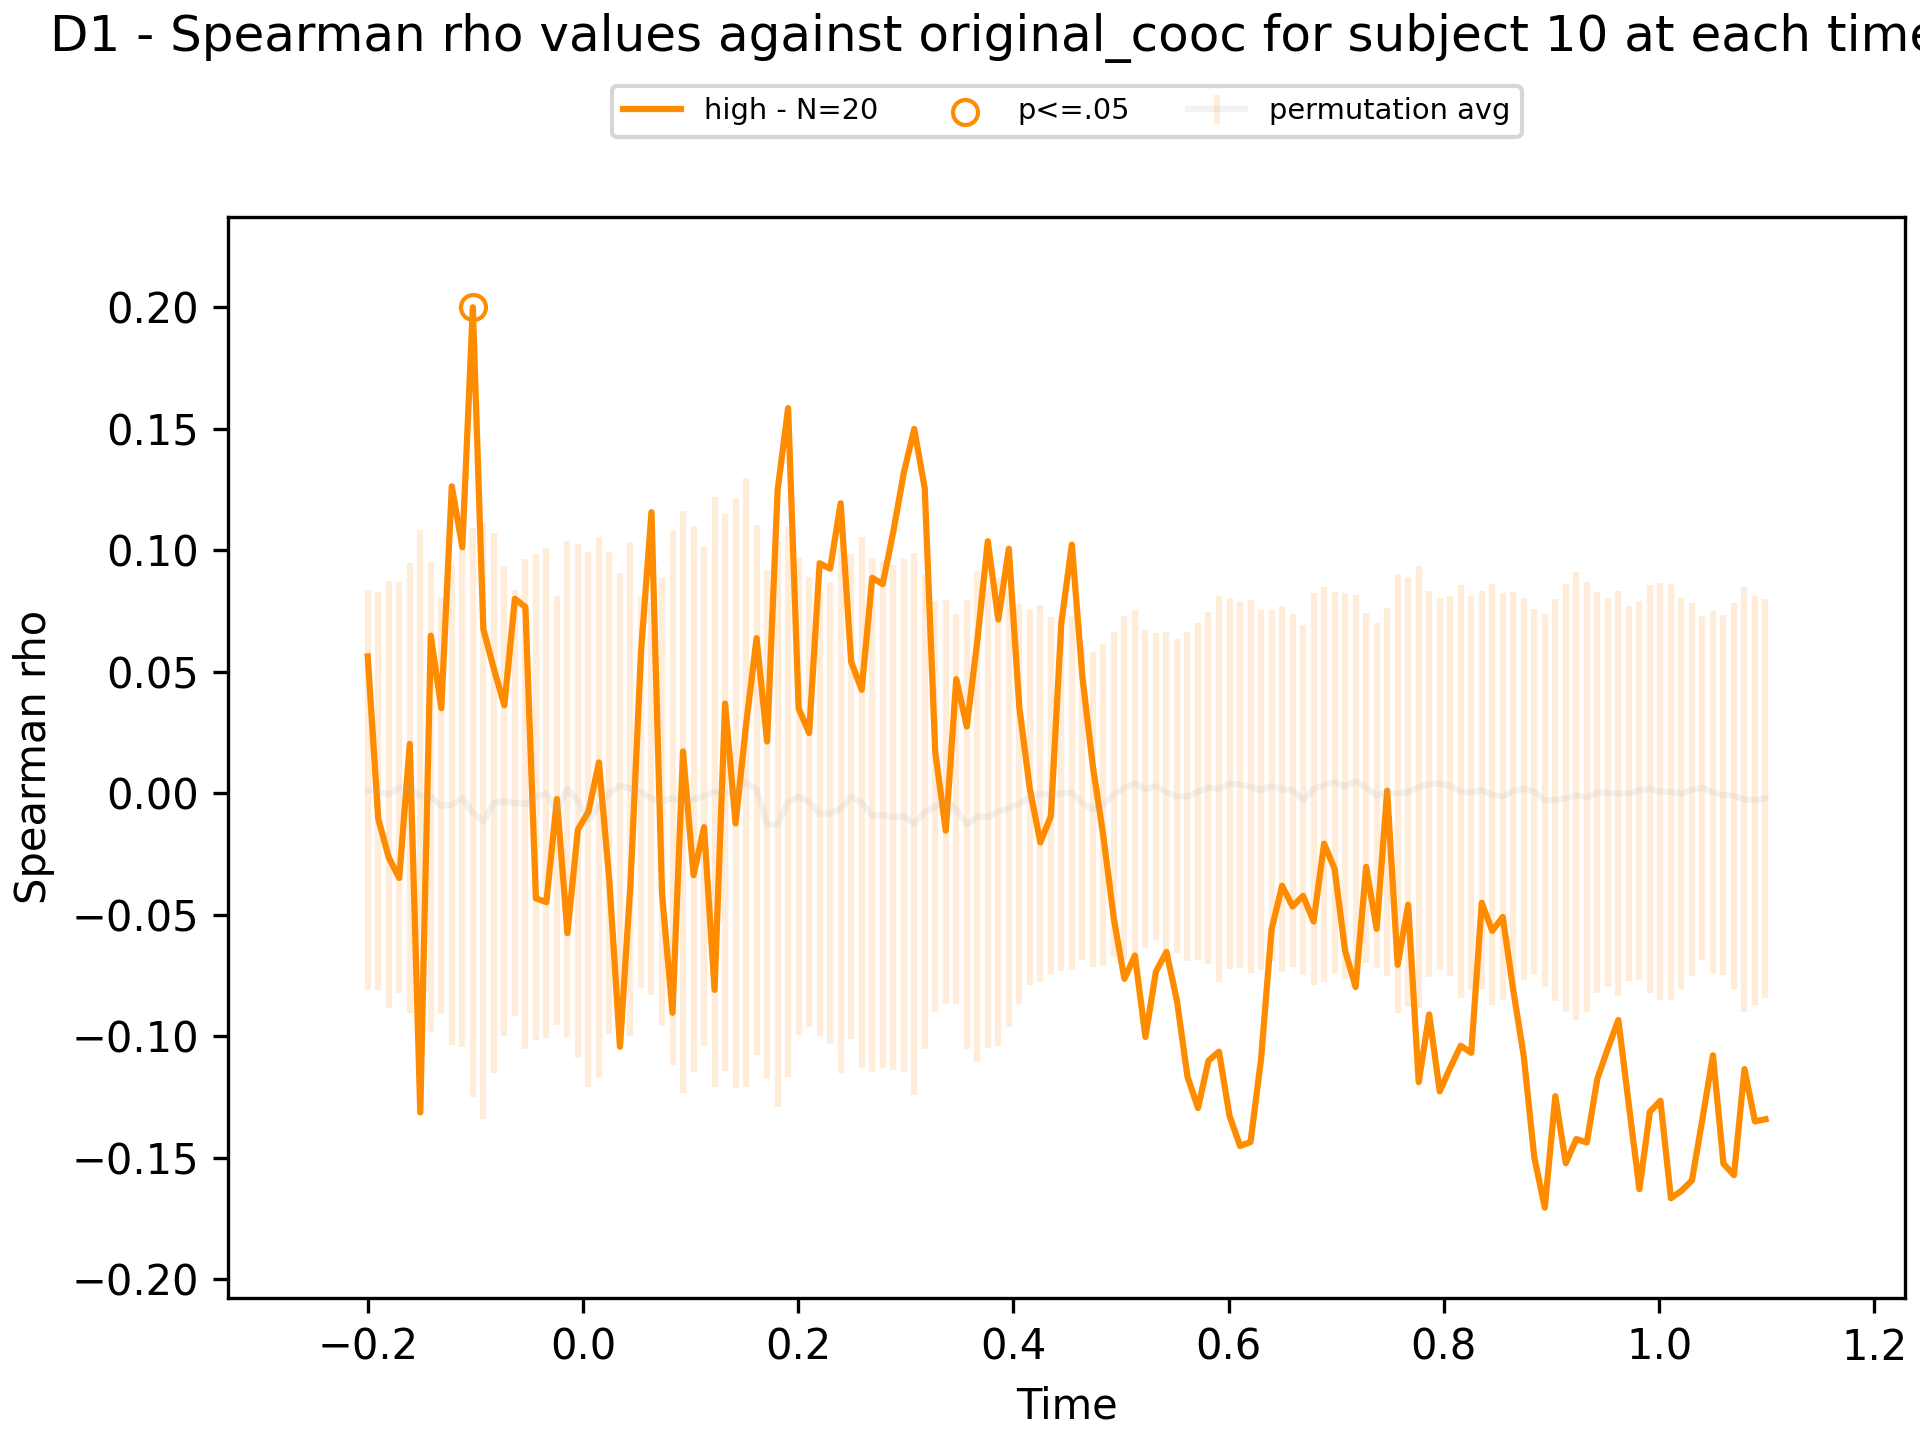 D1 - Spearman rho values against original_cooc for subject 10 at each time
high - N=20 p<=.05 permutation avg
Spearman rho
0.20
0.15
0.10
0.05
0.00
−0.05
−0.10
−0.15
−0.20
−0.2 0.0 0.2 0.4 0.6 0.8 1.0 1.2
Time